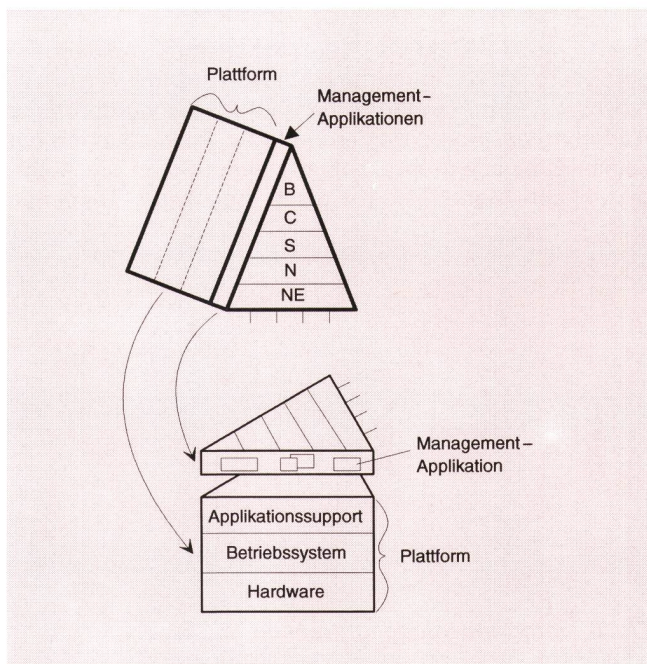 Plattform
Management–
Applikationen
B
C
S
N
NE
Management–
Applikation
Applikationssupport
Betriebssystem
Plattform
Hardware